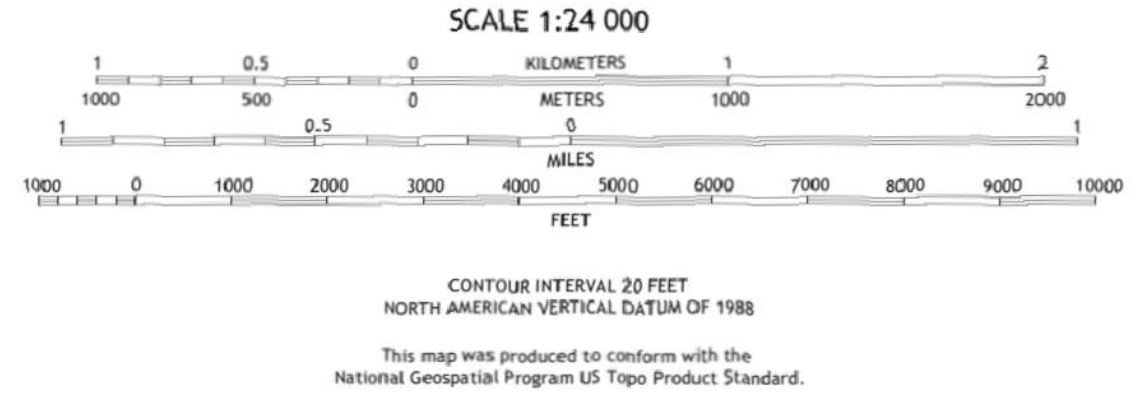 SCALE 1:24 000
1 0.5 0 KILOMETERS 1 2
1000 500 0 METERS 1000 2000
1 0.5 0 1
MILES
1000 0 1000 2000 3000 4000 5000 6000 7000 8000 9000 10000
FEET
CONTOUR INTERVAL 20 FEET
NORTH AMERICAN VERTICAL DATUM OF 1988
This map was produced to conform with the
National Geospatial Program US Topo Product Standard.